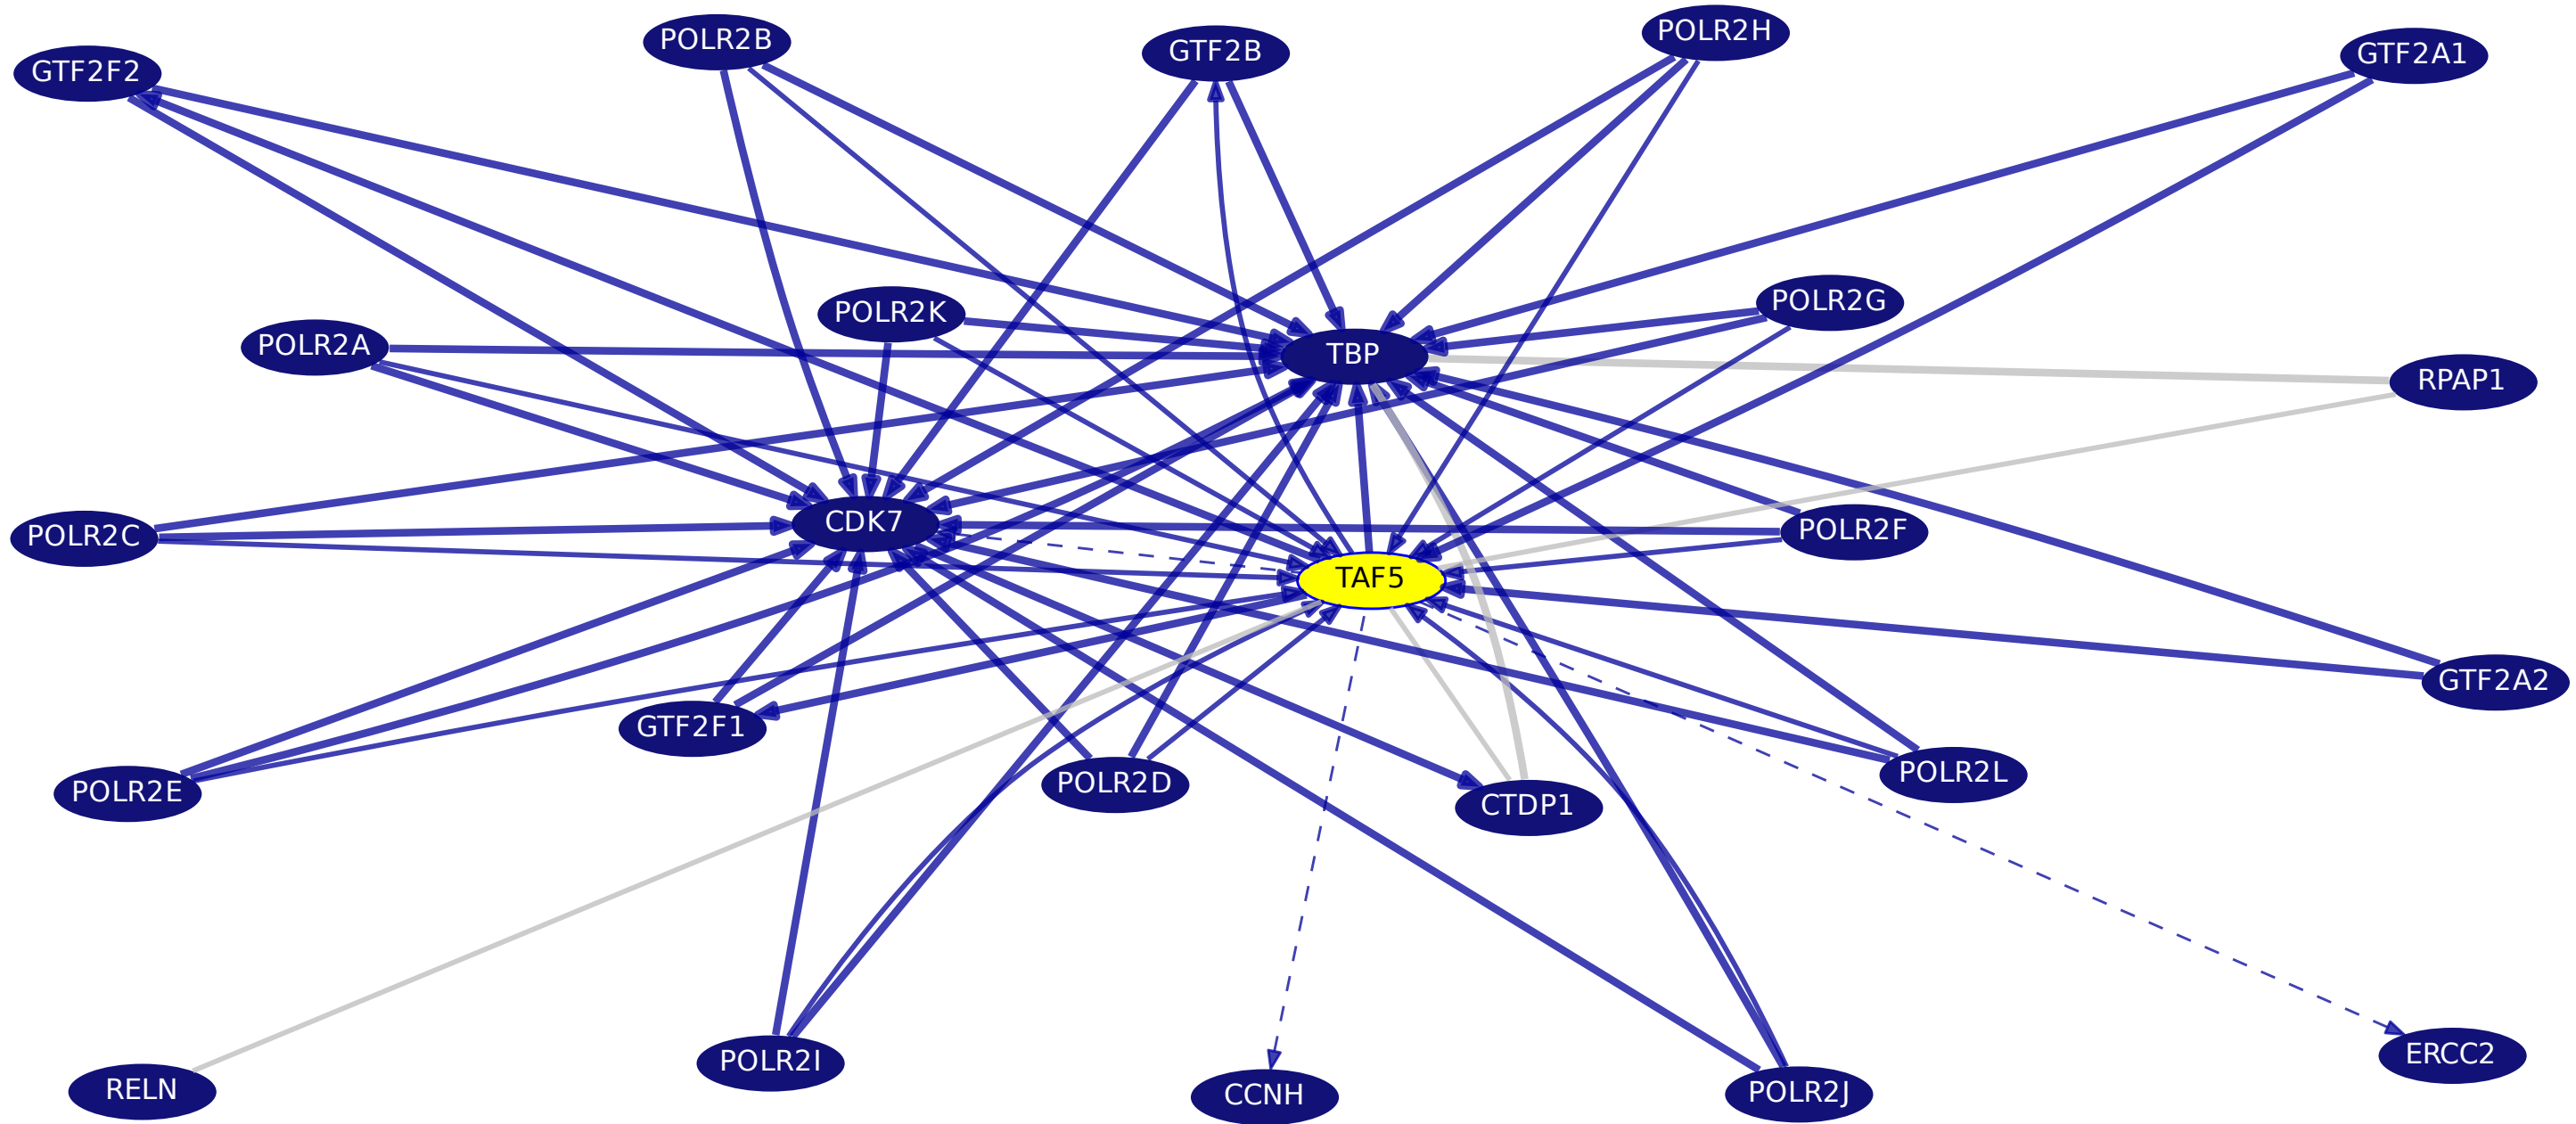 POLR2H
POLR2B
GTF2B
GTF2A1
GTF2F2
POLR2G
POLR2K
POLR2A
TBP
RPAP1
CDK7
POLR2F
POLR2C
TAF5
GTF2A2
GTF2F1
POLR2L
POLR2D
POLR2E
CTDP1
ERCC2
POLR2I
RELN
POLR2J
CCNH